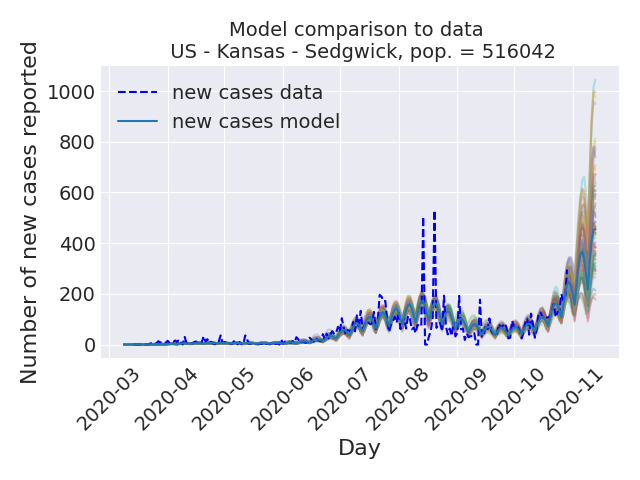 Model comparison to data
US - Kansas - Sedgwick, pop. = 516042
Number of new cases reported
1000
800
600
400
200
0
new cases data
new cases model
2020-03
2020-04
2020-05
2020-06
2020-07
2020-08
2020-09
2020-10
2020-11
Day